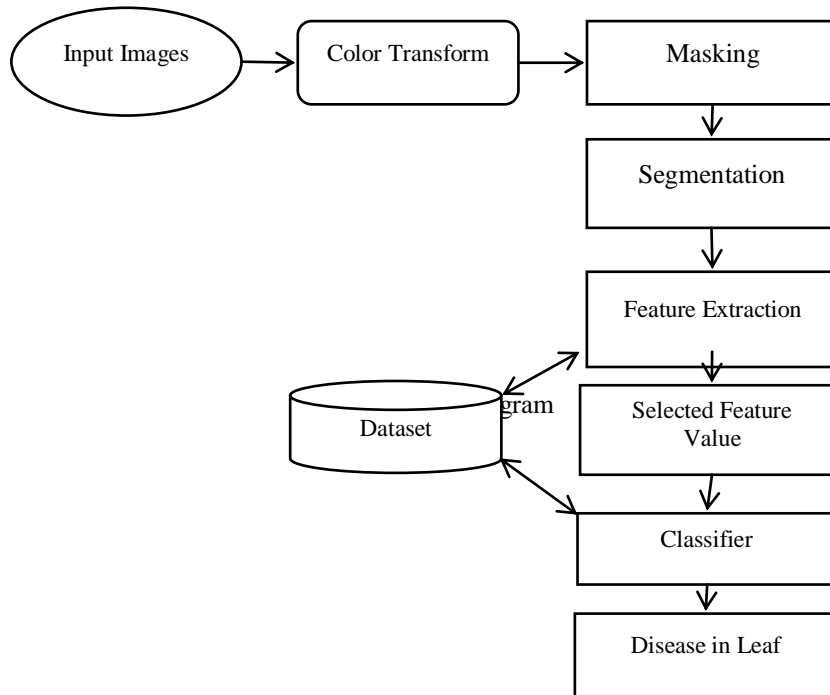 Input Images
Color Transform
Masking
Segmentation
Feature Extraction
Dataset
gram
Selected Feature
Value
Classifier
Disease in Leaf